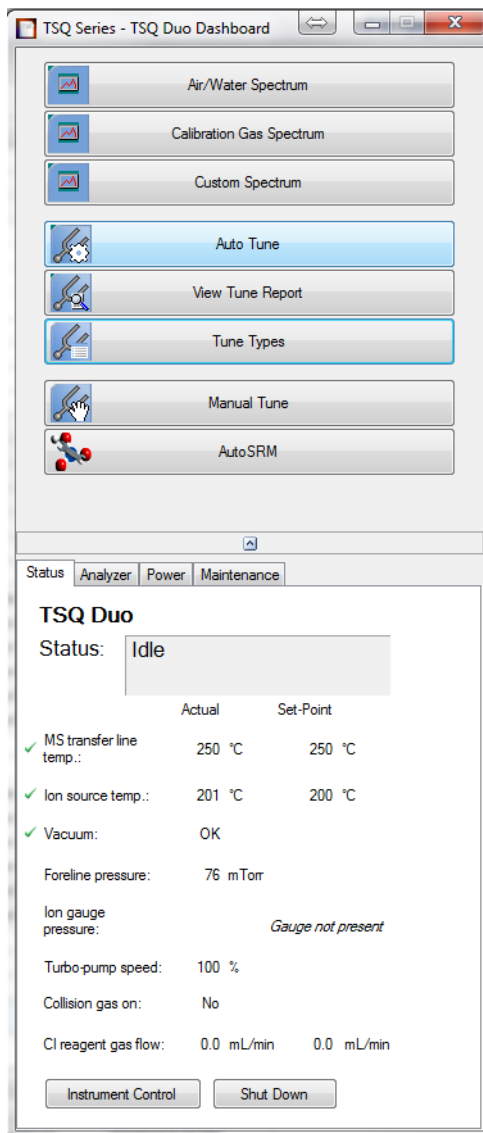 TSQ Series - TSQ Duo Dashboard
Air/Water Spectrum
Calibration Gas Spectrum
Custom Spectrum
Auto Tune
View Tune Report
Tune Types
Manual Tune
AutoSRM
Status Analyzer Power Maintenance
TSQ Duo
Status: Idle
Actual Set-Point
MS transfer line
temp.: 250 °C 250 °C
Ion source temp.: 201 °C 200 °C
Vacuum: OK
Foreline pressure: 76 mTorr
Ion gauge
pressure: Gauge not present
Turbo-pump speed: 100 %
Collision gas on: No
CI reagent gas flow: 0.0 mL/min 0.0 mL/min
Instrument Control Shut Down